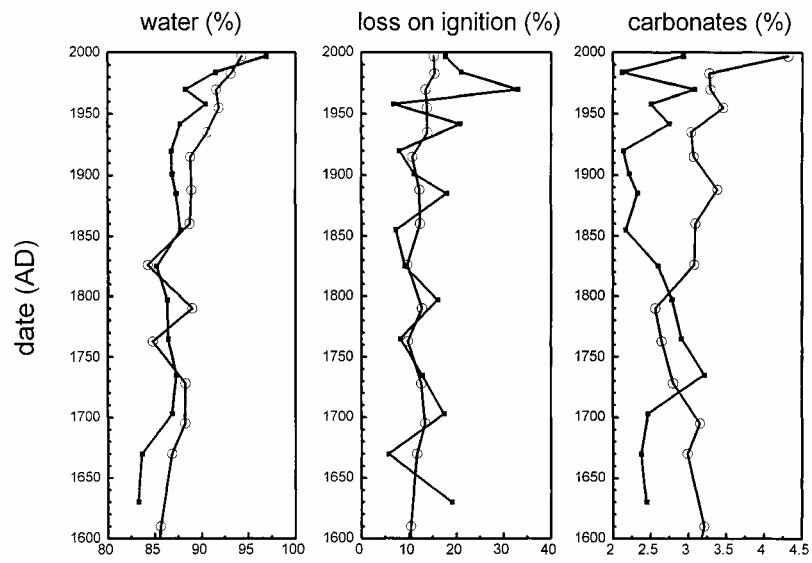 water (%) loss on ignition (%) carbonates (%)
2000 2000 2000
1950 1950 1950
1900 1900 1900
1850 1850 1850
date (AD)
1800 1800 1800
1750 1750 1750
1700 1700 1700
1650 1650 1650
1600 1600 1600
80 85 90 95 100 0 10 20 30 40 2 2.5 3 3.5 4 4.5